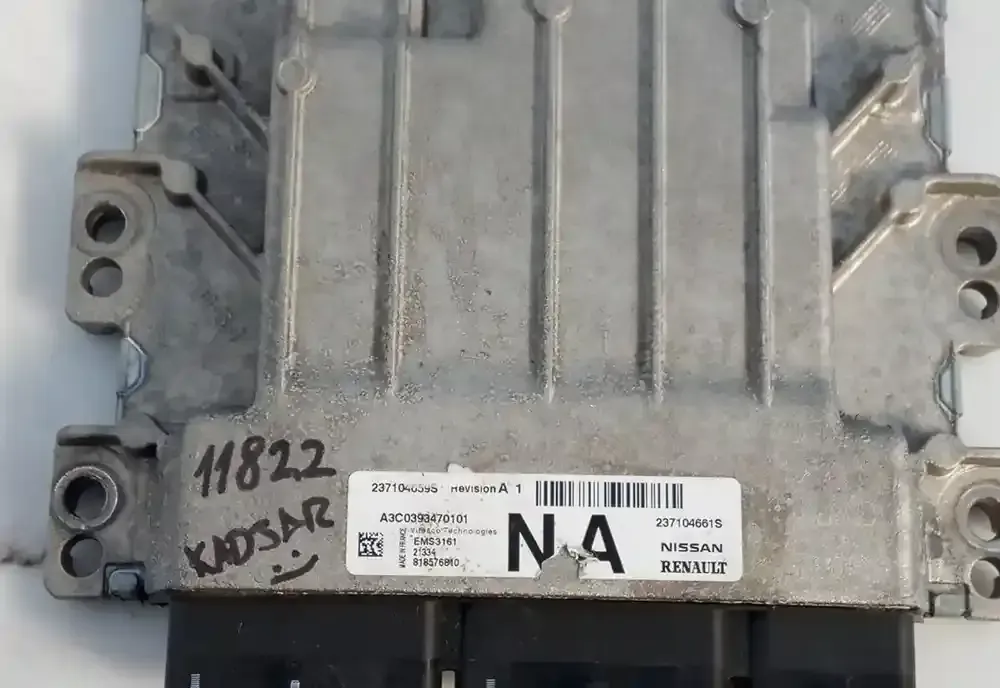 11822
KADSAR
237104659S Revision A 1
A3C0393470101
Vitesco Technologies
EMS3161
21334
818576810
MADE IN FRANCE
NA
237104661S
NISSAN
RENAULT